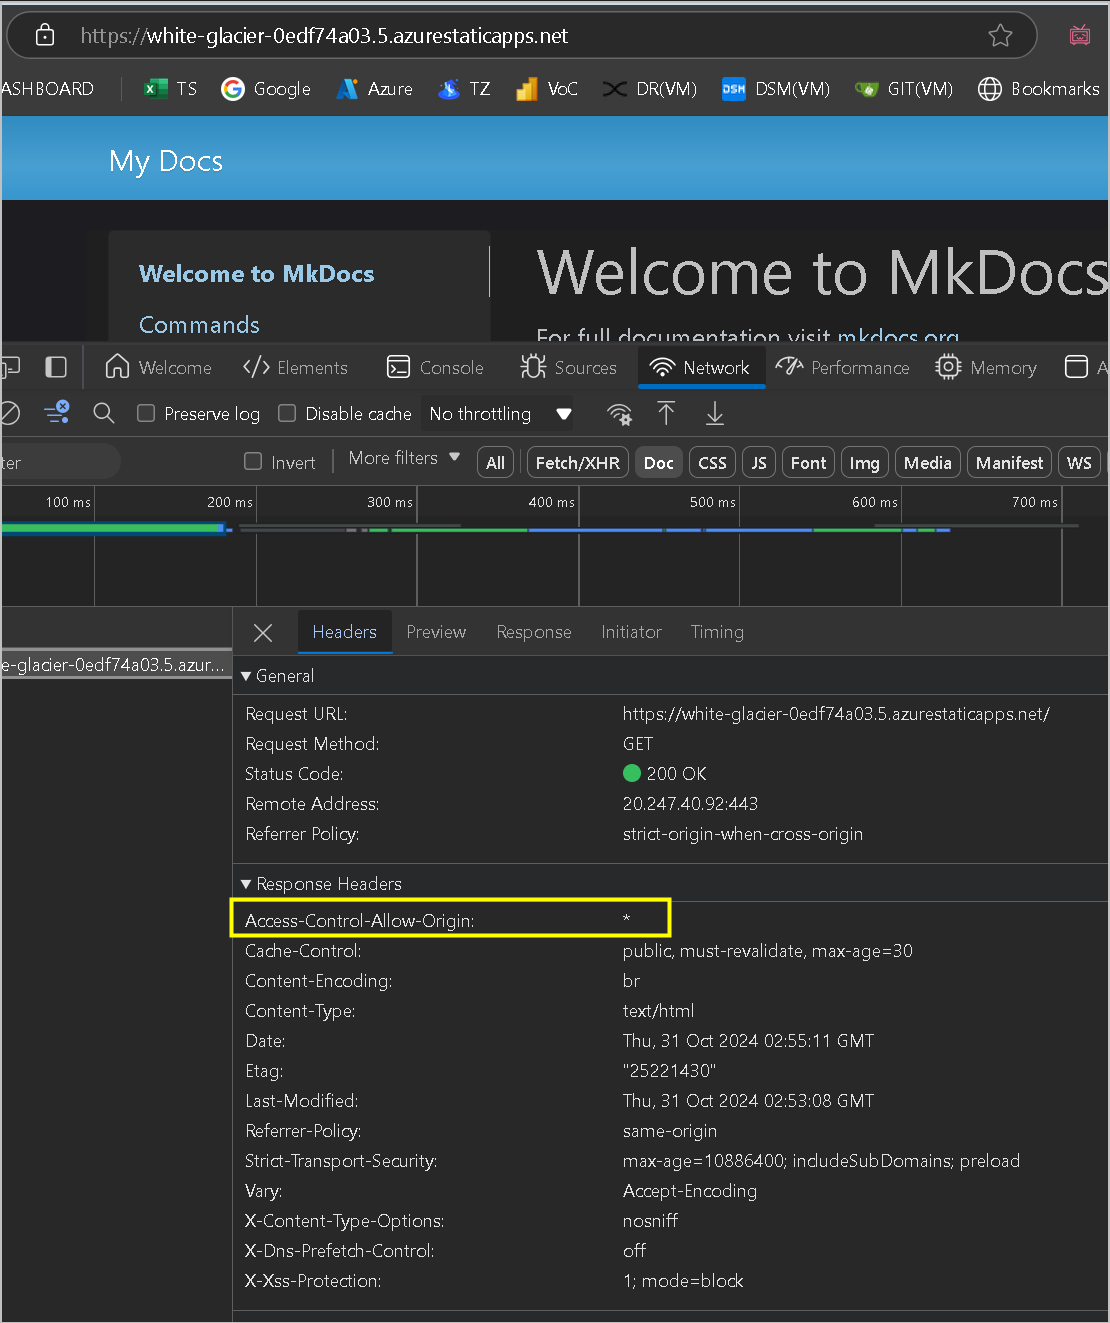 https://white-glacier-0edf74a03.5.azurestaticapps.net
ASHBOARD TS Google Azure TZ VoC DR(VM) DSM DSM(VM) GIT(VM) Bookmarks
My Docs
Welcome to MkDocs
Commands
Welcome to MkDocs
For full documentation visit mkdocs.org
Welcome Elements Console Sources Network Performance Memory A
Preserve log Disable cache No throttling
ter Invert More filters All Fetch/XHR Doc CSS JS Font Img Media Manifest WS
100 ms 200 ms 300 ms 400 ms 500 ms 600 ms 700 ms
Headers Preview Response Initiator Timing
e-glacier-0edf74a03.5.azur...
General
Request URL: https://white-glacier-0edf74a03.5.azurestaticapps.net/
Request Method: GET
Status Code: 200 OK
Remote Address: 20.247.40.92:443
Referrer Policy: strict-origin-when-cross-origin
Response Headers
Access-Control-Allow-Origin: *
Cache-Control: public, must-revalidate, max-age=30
Content-Encoding: br
Content-Type: text/html
Date: Thu, 31 Oct 2024 02:55:11 GMT
Etag: "25221430"
Last-Modified: Thu, 31 Oct 2024 02:53:08 GMT
Referrer-Policy: same-origin
Strict-Transport-Security: max-age=10886400; includeSubDomains; preload
Vary: Accept-Encoding
X-Content-Type-Options: nosniff
X-Dns-Prefetch-Control: off
X-Xss-Protection: 1; mode=block